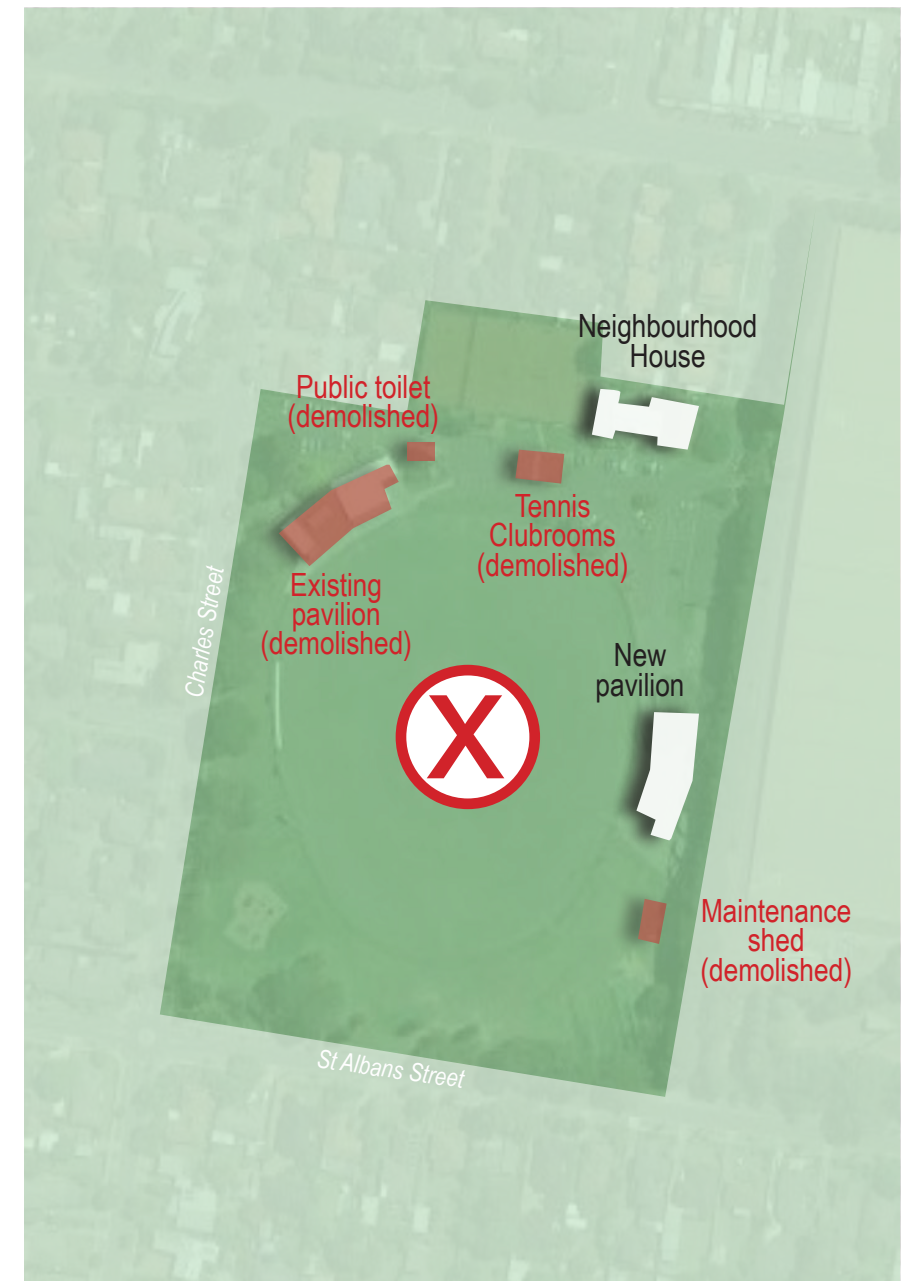 Neighbourhood
House
Public toilet
(demolished)
Tennis
Clubrooms
(demolished)
Existing
pavilion
(demolished)
Charles Street
New
pavilion
X
Maintenance
shed
(demolished)
St Albans Street